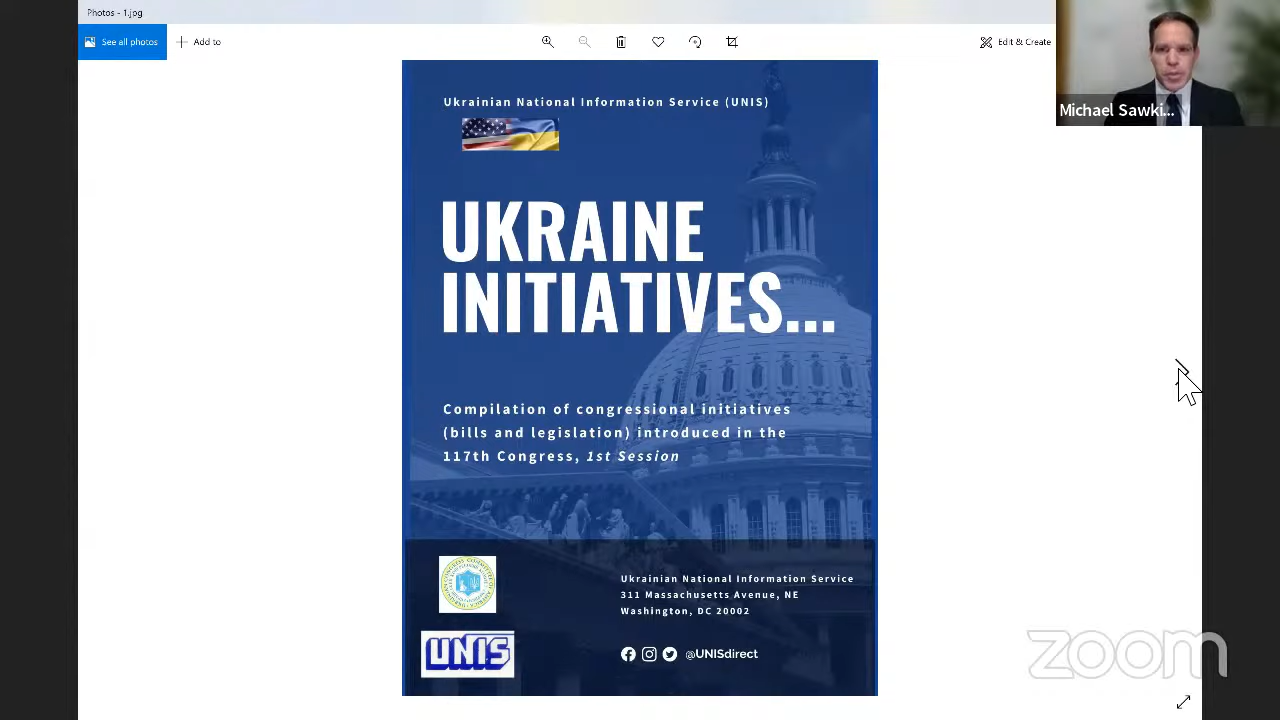 Photos - 1.jpg
See all photos
Add to
Edit & Create
Michael Sawki...
Ukrainian National Information Service (UNIS)
UKRAINE
INITIATIVES...
Compilation of congressional initiatives
(bills and legislation) introduced in the
117th Congress, 1st Session
Ukrainian National Information Service
311 Massachusetts Avenue, NE
Washington, DC 20002
UNIS
@UNISdirect
zoom